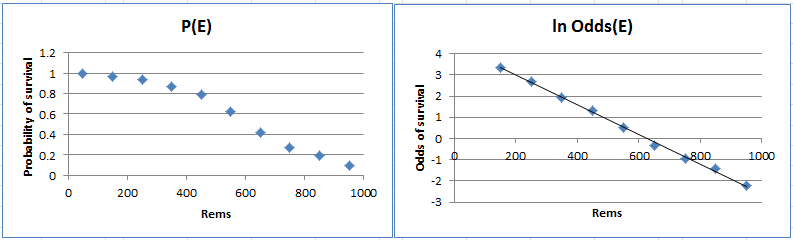 P(E)
Probability of survival
1.2
1
0.8
0.6
0.4
0.2
0
0 200 400 600 800 1000
Rems
ln Odds(E)
Odds of survival
4
3
2
1
0
-1
-2
-3
0 200 400 600 800 1000
Rems